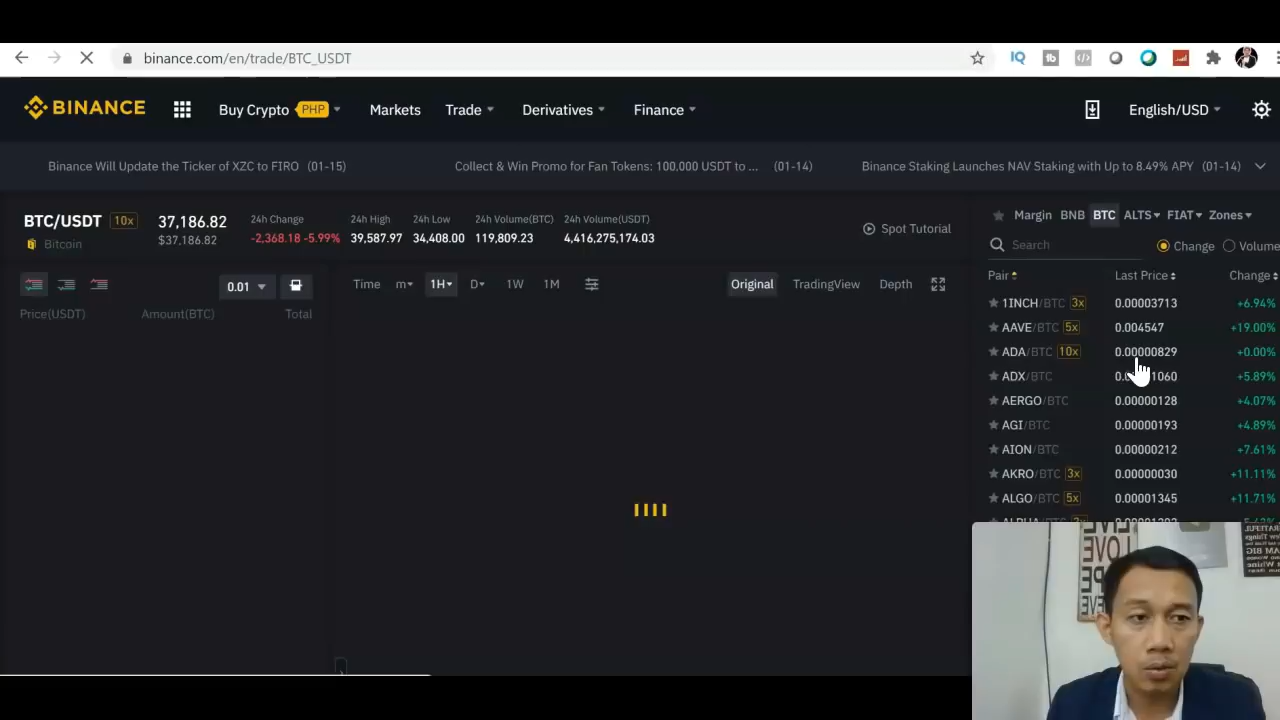 binance.com/en/trade/BTC_USDT
BINANCE
Buy Crypto PHP
Markets
Trade
Derivatives
Finance
English/USD
Binance Will Update the Ticker of XZC to FIRO (01-15)
Collect & Win Promo for Fan Tokens: 100,000 USDT to ... (01-14)
Binance Staking Launches NAV Staking with Up to 8.49% APY (01-14)
BTC/USDT 10x
Bitcoin
37,186.82
$37,186.82
24h Change
-2,368.18 -5.99%
24h High
39,587.97
24h Low
34,408.00
24h Volume(BTC)
119,809.23
24h Volume(USDT)
4,416,275,174.03
Spot Tutorial
Margin BNB BTC ALTS FIAT Zones
Search
Change Volume
0.01
Time m 1H D 1W 1M
Original TradingView Depth
Price(USDT) Amount(BTC) Total
Pair Last Price Change
1INCH/BTC 3x 0.00003713 +6.94%
AAVE/BTC 5x 0.004547 +19.00%
ADA/BTC 10x 0.00000829 +0.00%
ADX/BTC +5.89%
AERGO/BTC 0.00000128 +4.07%
AGI/BTC 0.00000193 +4.89%
AION/BTC 0.00000212 +7.61%
AKRO/BTC 3x 0.00000030 +11.11%
ALGO/BTC 5x 0.00001345 +11.71%
LOVE